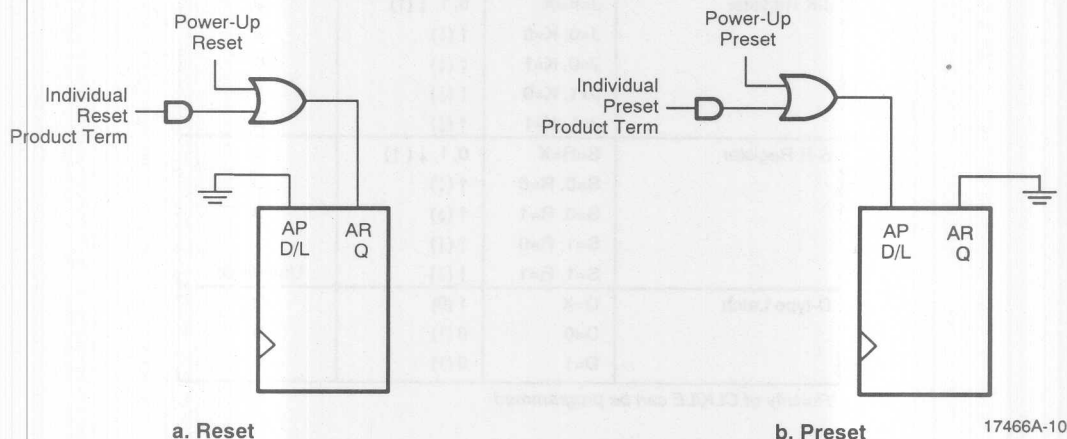 Power-Up
Reset
Individual
Reset
Product Term
AP
D/L
AR
Q
a. Reset
Power-Up
Preset
Individual
Preset
Product Term
AP
D/L
AR
Q
b. Preset
17466A-10